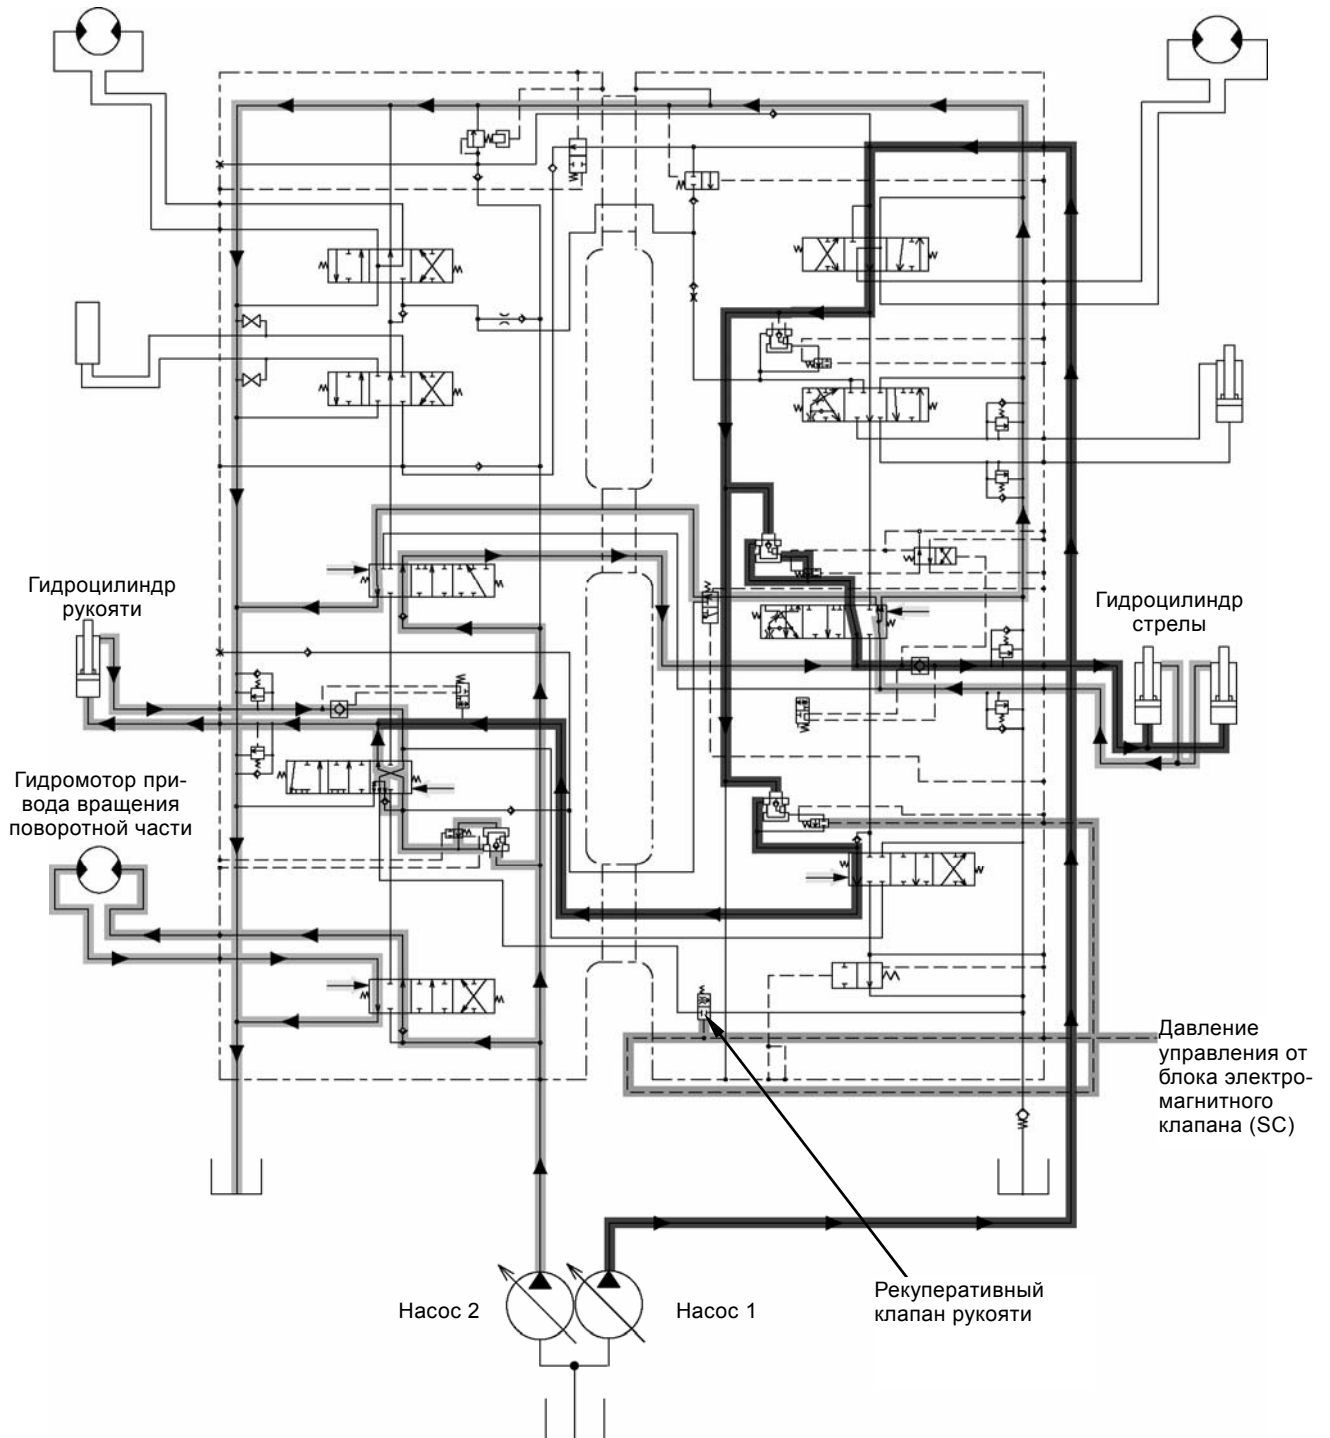 Гидроцилиндр
рукояти
Гидроцилиндр
стрелы
Гидромотор при-
вода вращения
поворотной части
Давление
управления от
блока электро-
магнитного
клапана (SC)
Рекуперативный
клапан рукояти
Насос 2
Насос 1